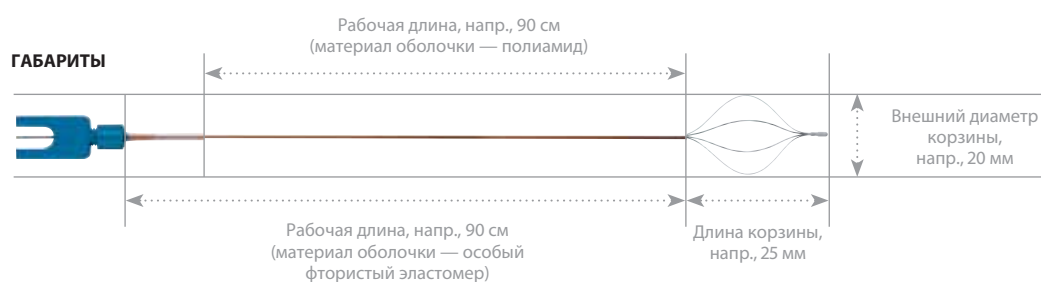 Рабочая длина, напр., 90 см
(материал оболочки — полиамид)
ГАБАРИТЫ
Внешний диаметр
корзины,
напр., 20 мм
Рабочая длина, напр., 90 см
(материал оболочки — особый
фтористый эластомер)
Длина корзины,
напр., 25 мм